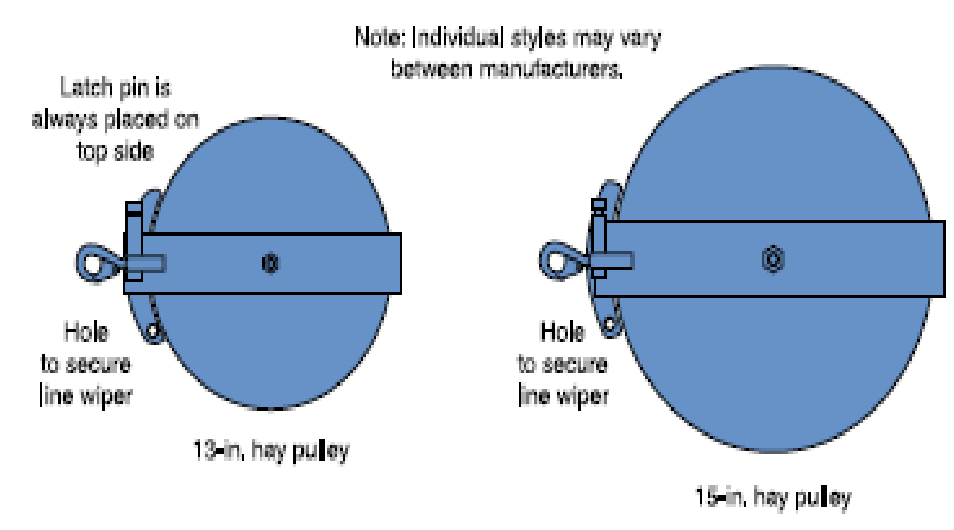 Note: Individual styles may vary
between manufacturers.
Latch pin is
always placed on
top side
Hole
to secure
line wiper
13-in. hay pulley
Hole
to secure
line wiper
15-in. hay pulley